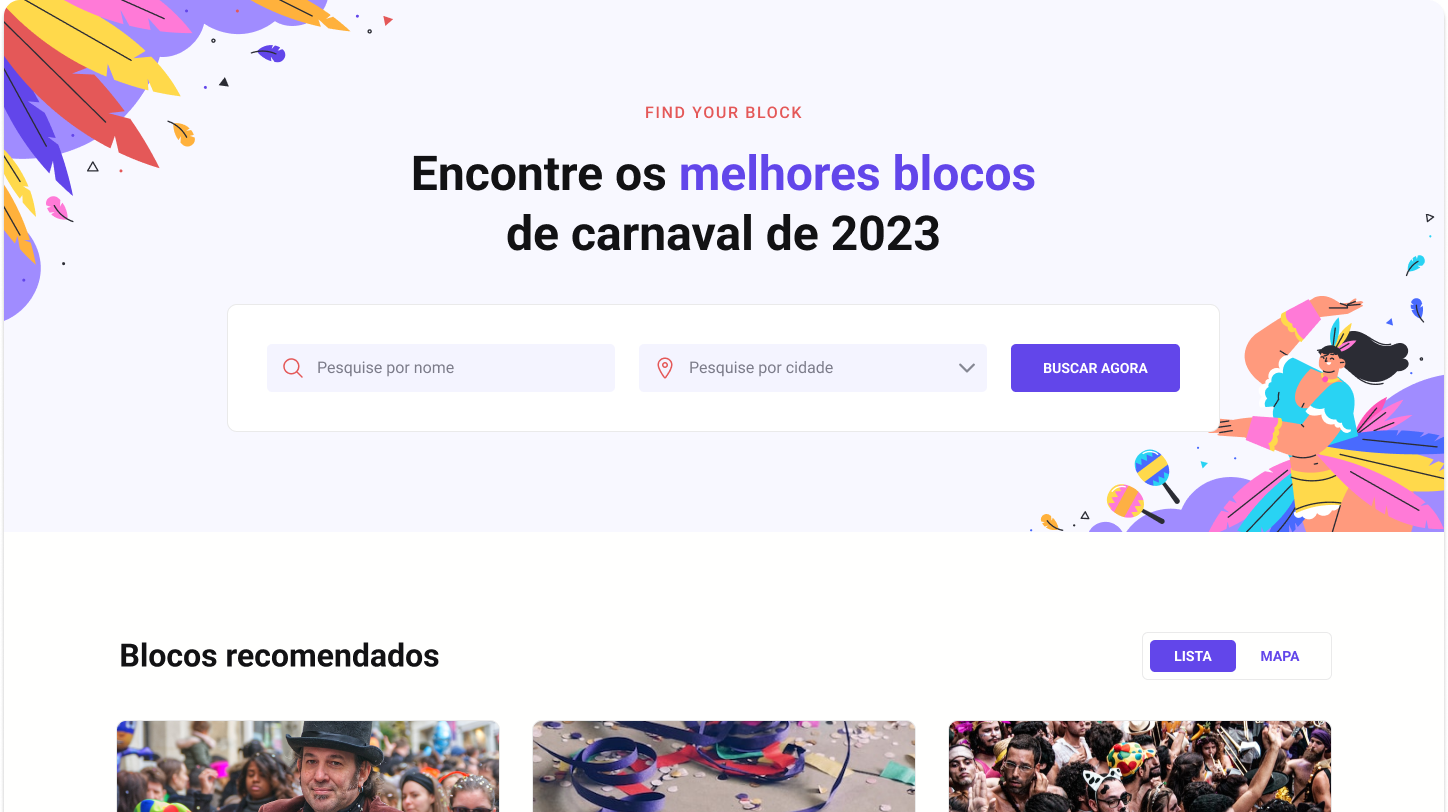 FIND YOUR BLOCK
Encontre os melhores blocos
de carnaval de 2023
Pesquise por nome
Pesquise por cidade
BUSCAR AGORA
Blocos recomendados
LISTA
MAPA